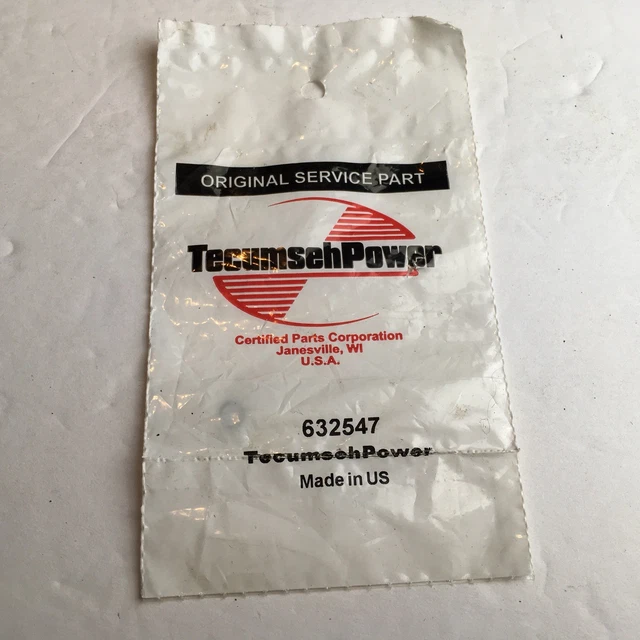 ORIGINAL SERVICE PART
TecumsehPower
Certified Parts Corporation
Janesville, WI
U.S.A.
632547
TecumsehPower
Made in US